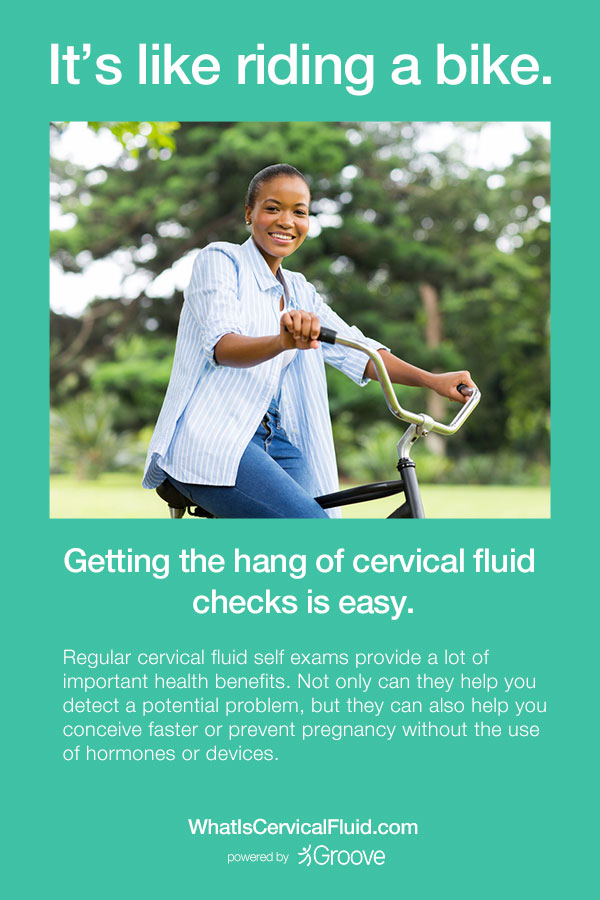 It’s like riding a bike.
Getting the hang of cervical fluid
checks is easy.
Regular cervical fluid self exams provide a lot of
important health benefits. Not only can they help you
detect a potential problem, but they can also help you
conceive faster or prevent pregnancy without the use
of hormones or devices.
WhatIsCervicalFluid.com
powered by Groove